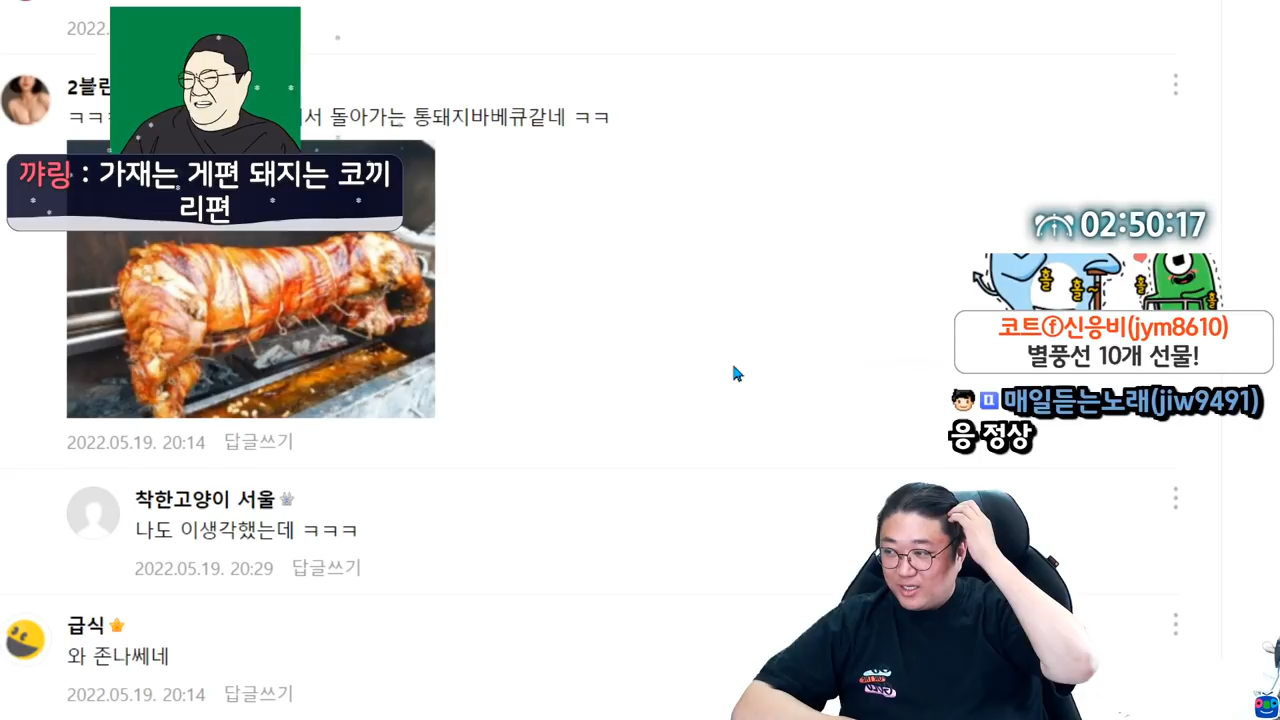 2022.
2블린
ㅋㅋ
서 돌아가는 통돼지바베큐같네 ㅋㅋ
꺄링 : 가재는 게편 돼지는 코끼
리편
02:50:17
홀 홀~ 홀 홀
코트ⓕ신응비(jym8610)
별풍선 10개 선물!
매일듣는노래(jiw9491)
응 정상
2022.05.19. 20:14 답글쓰기
착한고양이 서울
나도 이생각했는데 ㅋㅋㅋ
2022.05.19. 20:29 답글쓰기
급식
와 존나쎄네
2022.05.19. 20:14 답글쓰기